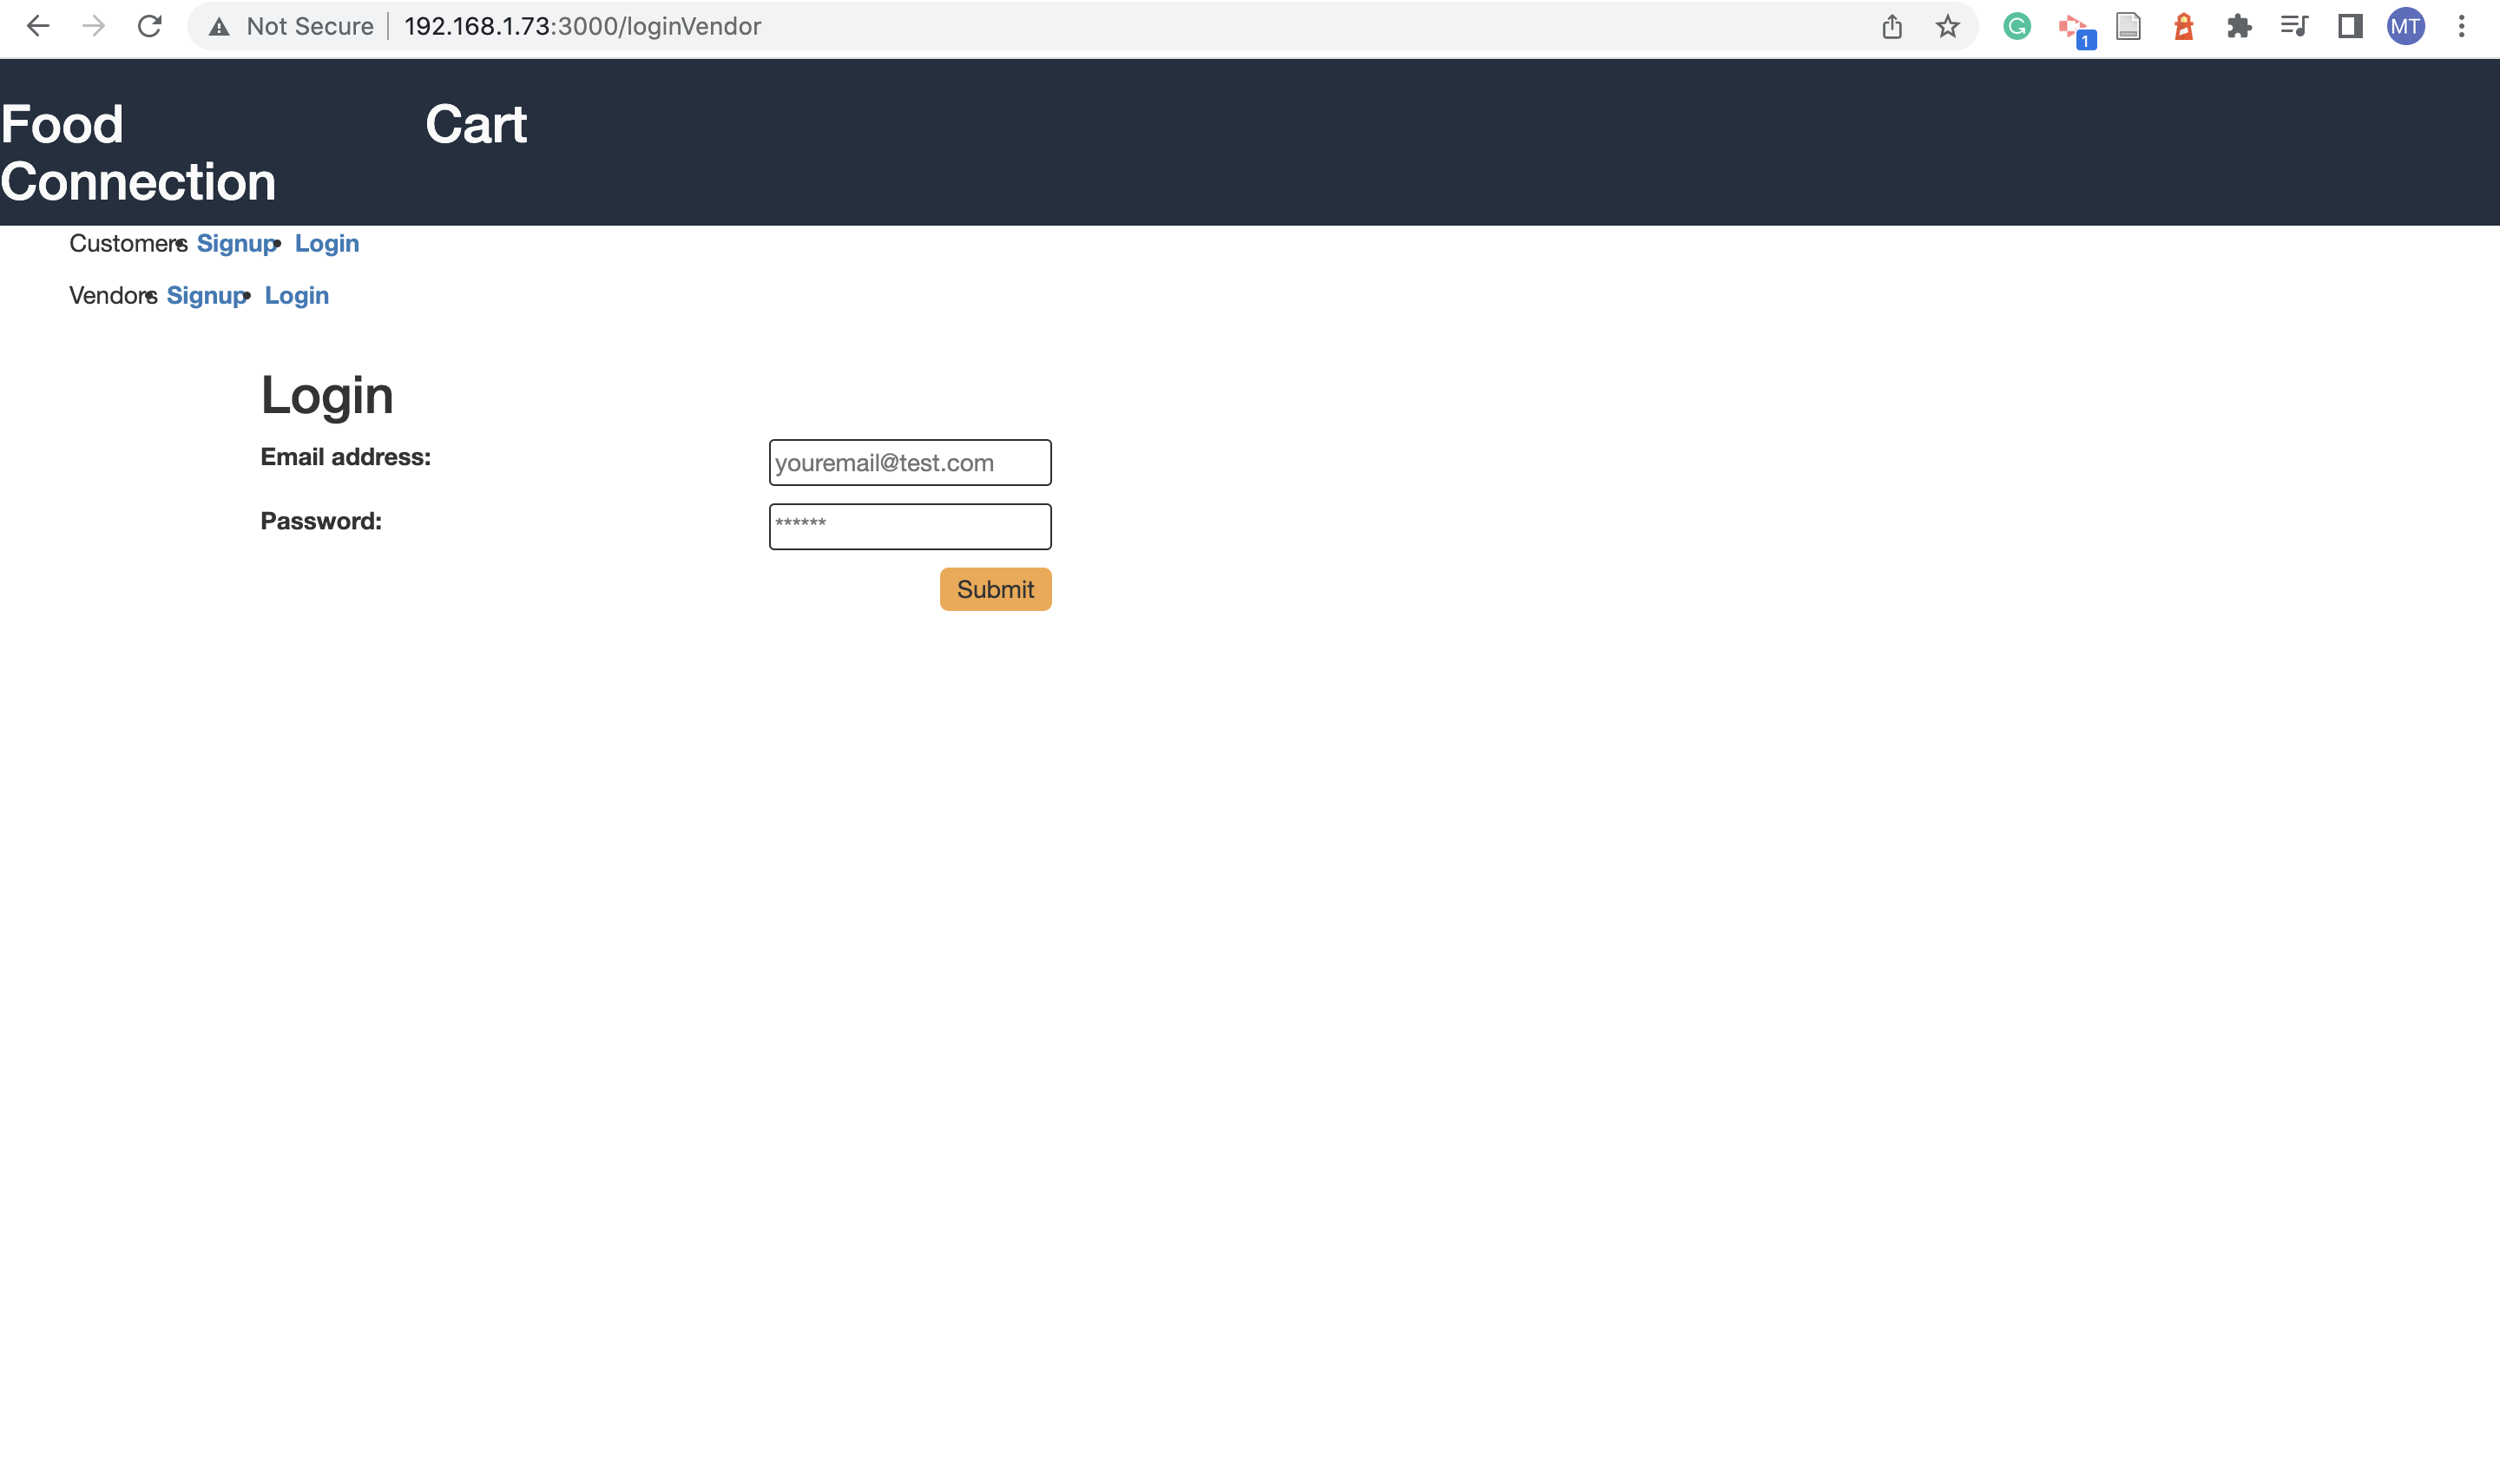 Not Secure 192.168.1.73:3000/loginVendor
1
MT
Food Cart
Connection
Customers Signup Login
Vendors Signup Login
Login
Email address: youremail@test.com
Password: ******
Submit